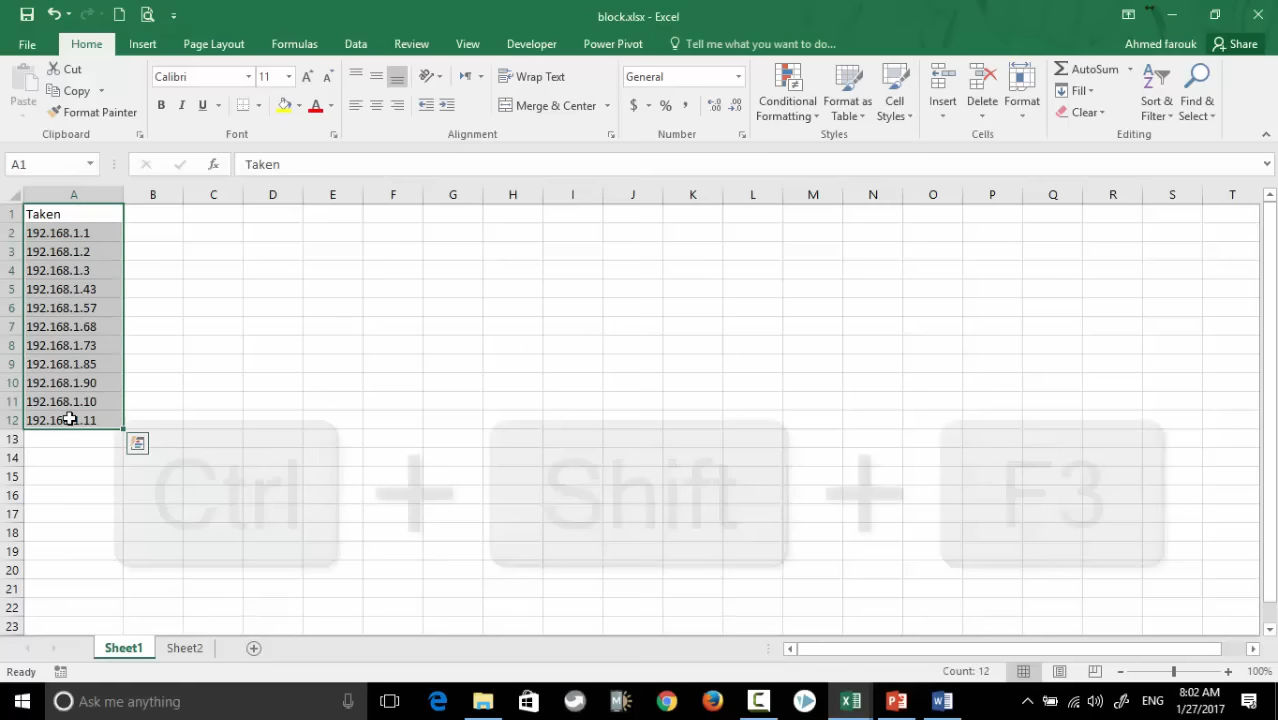 block.xlsx - Excel
File Home Insert Page Layout Formulas Data Review View Developer Power Pivot Tell me what you want to do... Ahmed farouk Share
Paste
Cut
Copy
Format Painter
Clipboard
Calibri 11
B I U
Font
Wrap Text
Merge & Center
Alignment
General
$ % ,
Number
Conditional Formatting
Format as Table
Cell Styles
Styles
Insert
Delete
Format
Cells
AutoSum
Fill
Clear
Sort & Filter
Find & Select
Editing
A1 fx Taken
A B C D E F G H I J K L M N O P Q R S T
1 Taken
2 192.168.1.1
3 192.168.1.2
4 192.168.1.3
5 192.168.1.43
6 192.168.1.57
7 192.168.1.68
8 192.168.1.73
9 192.168.1.85
10 192.168.1.90
11 192.168.1.10
12 192.168.1.11
13
14
15
16
17
18
19
20
21
22
23
Ctrl + Shift + F3
Sheet1 Sheet2
Ready Count: 12 100%
Ask me anything ENG 8:02 AM
1/27/2017